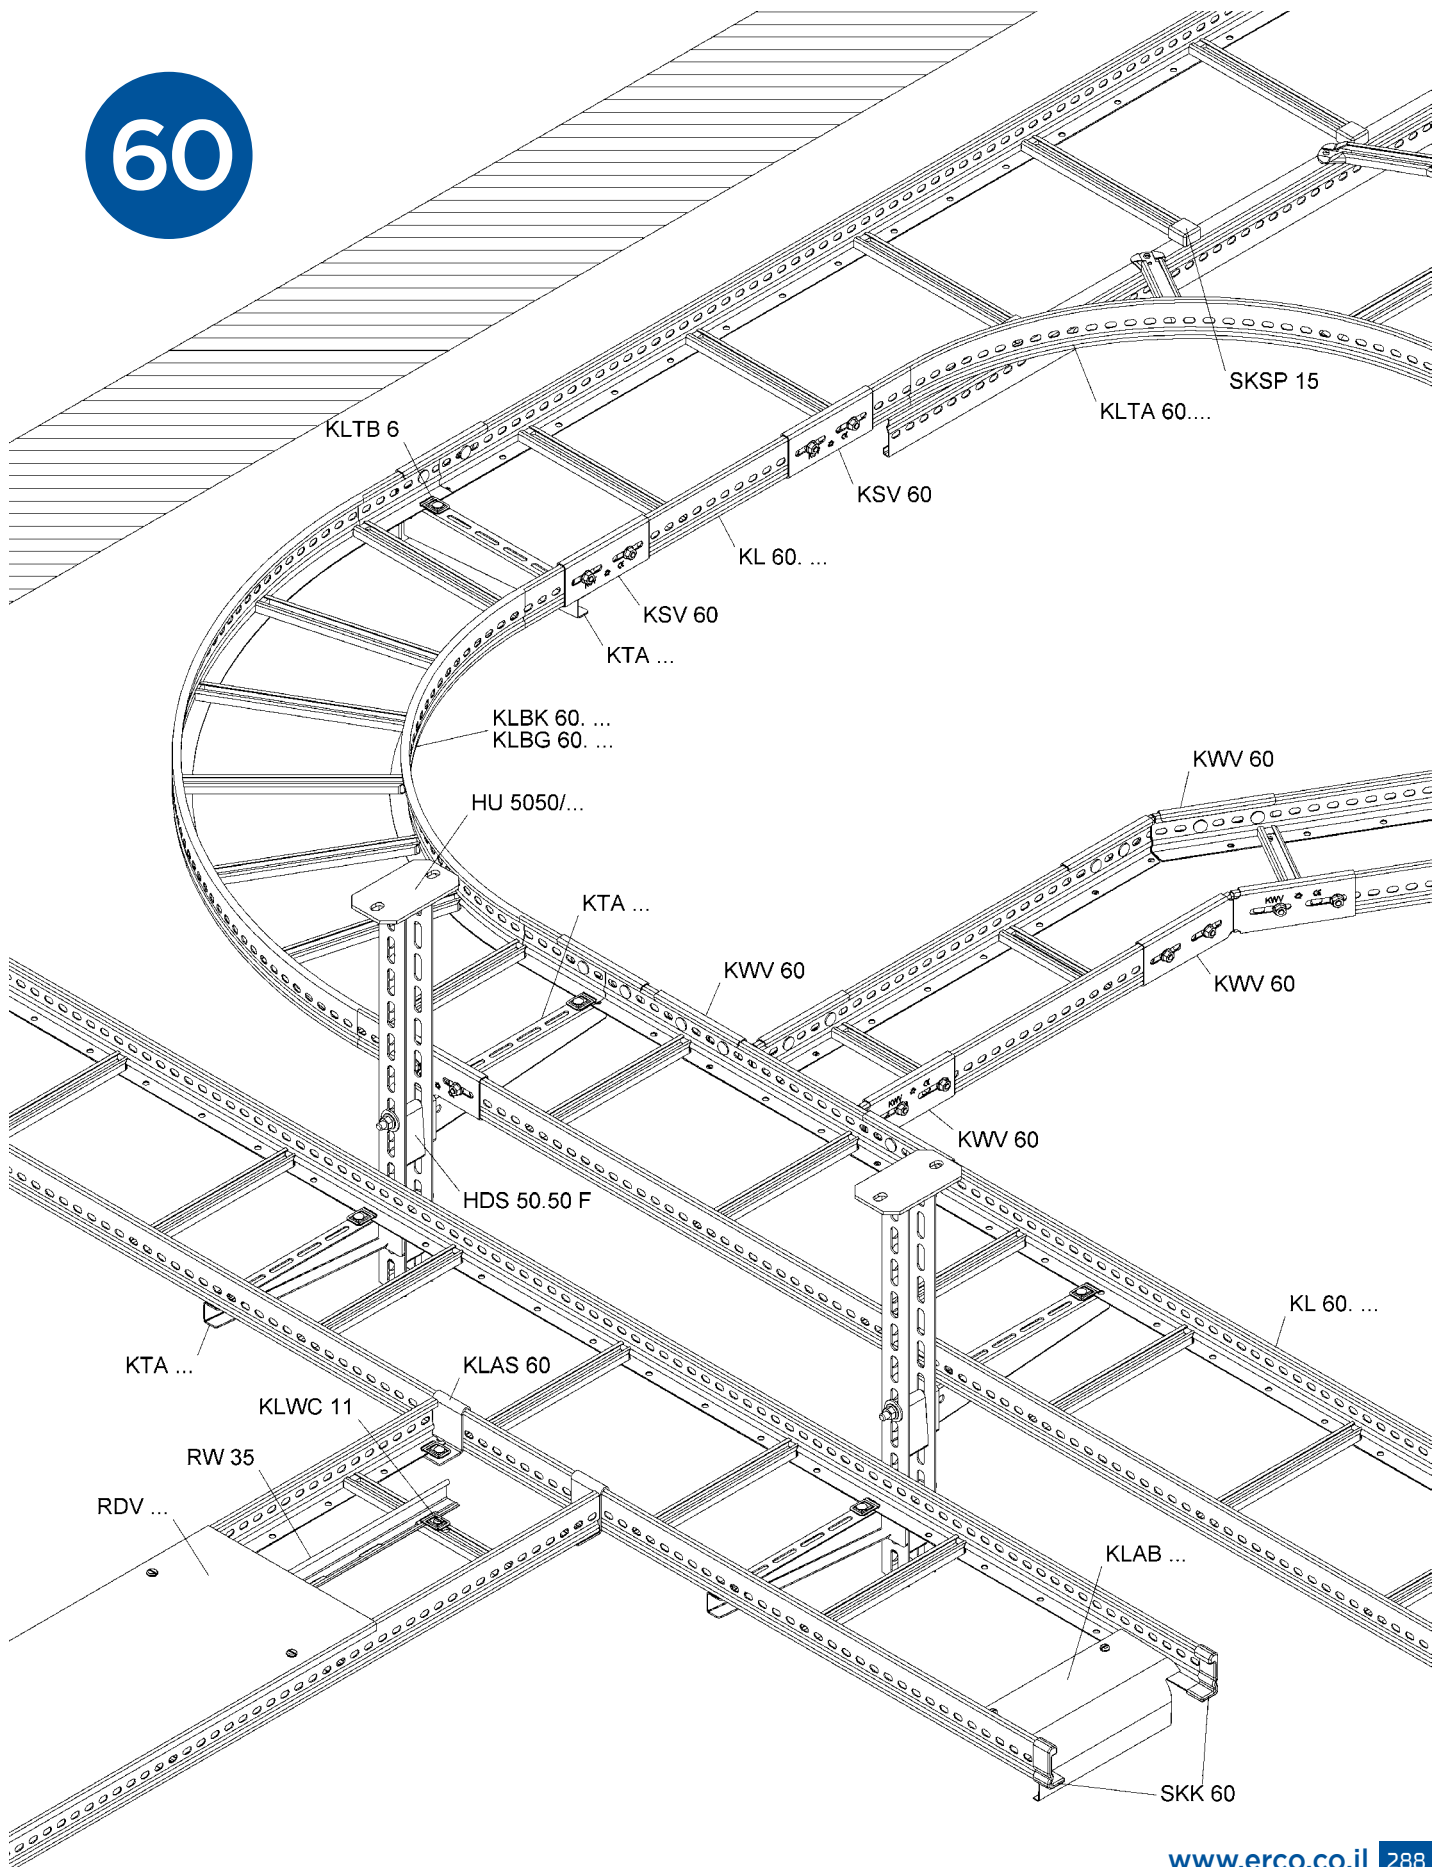 60
SKSP 15
KLTA 60....
KLTB 6
KSV 60
KL 60. ...
KSV 60
KTA ...
KLBK 60. ...
KLBG 60. ...
KWV 60
HU 5050/...
KTA ...
KWV 60
KWV 60
KWV
KWV
KWV 60
HDS 50.50 F
KL 60. ...
KTA ...
KLAS 60
KLWC 11
RW 35
RDV ...
KLAB ...
SKK 60
www.erco.co.il 288